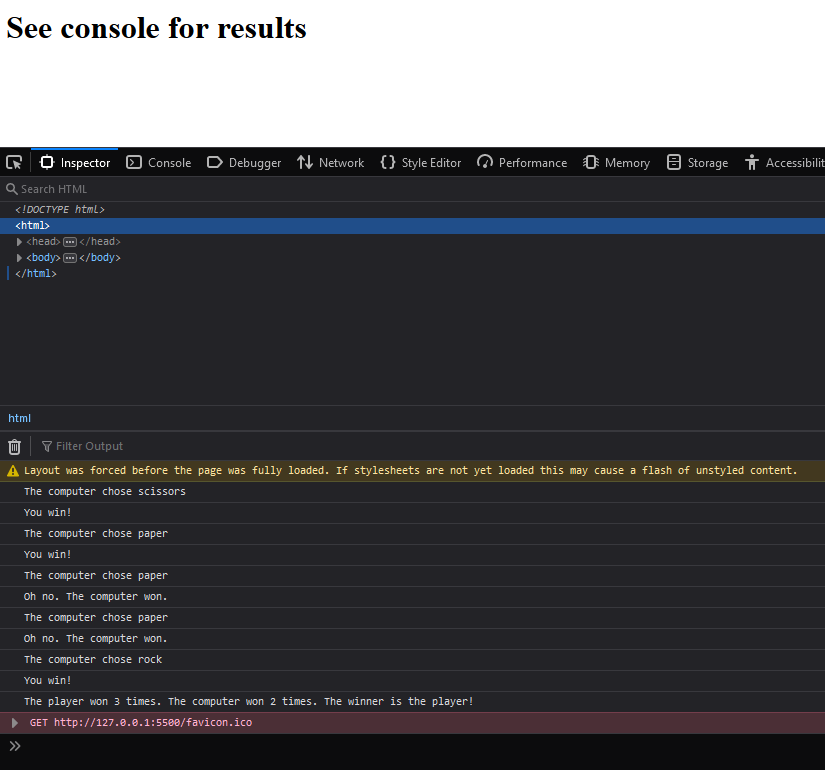 See console for results
Inspector Console Debugger Network Style Editor Performance Memory Storage Accessibilit
Search HTML
<!DOCTYPE html>
<html>
<head> ••• </head>
<body> ••• </body>
</html>
html
Filter Output
Layout was forced before the page was fully loaded. If stylesheets are not yet loaded this may cause a flash of unstyled content.
The computer chose scissors
You win!
The computer chose paper
You win!
The computer chose paper
Oh no. The computer won.
The computer chose paper
Oh no. The computer won.
The computer chose rock
You win!
The player won 3 times. The computer won 2 times. The winner is the player!
GET http://127.0.0.1:5500/favicon.ico